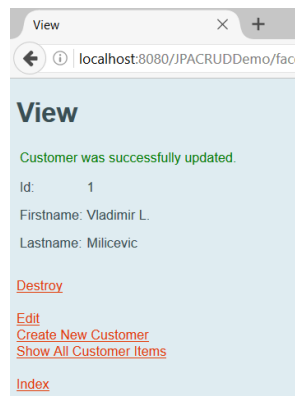 View
localhost:8080/JPACRUDDemo/fac
View
Customer was successfully updated.
Id: 1
Firstname: Vladimir L.
Lastname: Milicevic
Destroy
Edit
Create New Customer
Show All Customer Items
Index